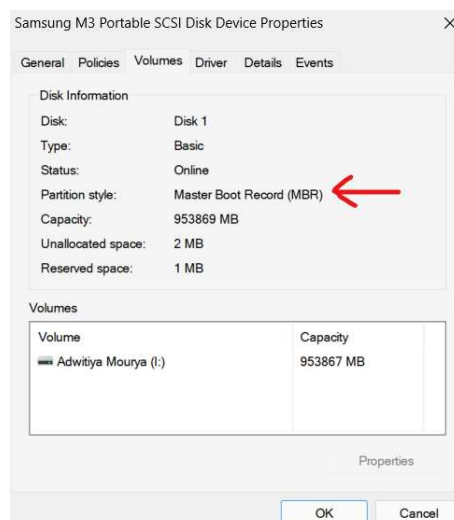 Samsung M3 Portable SCSI Disk Device Properties
General Policies Volumes Driver Details Events
Disk Information
Disk: Disk 1
Type: Basic
Status: Online
Partition style: Master Boot Record (MBR)
Capacity: 953869 MB
Unallocated space: 2 MB
Reserved space: 1 MB
Volumes
Volume Capacity
Adwitiya Mourya (I:) 953867 MB
Properties
OK Cancel